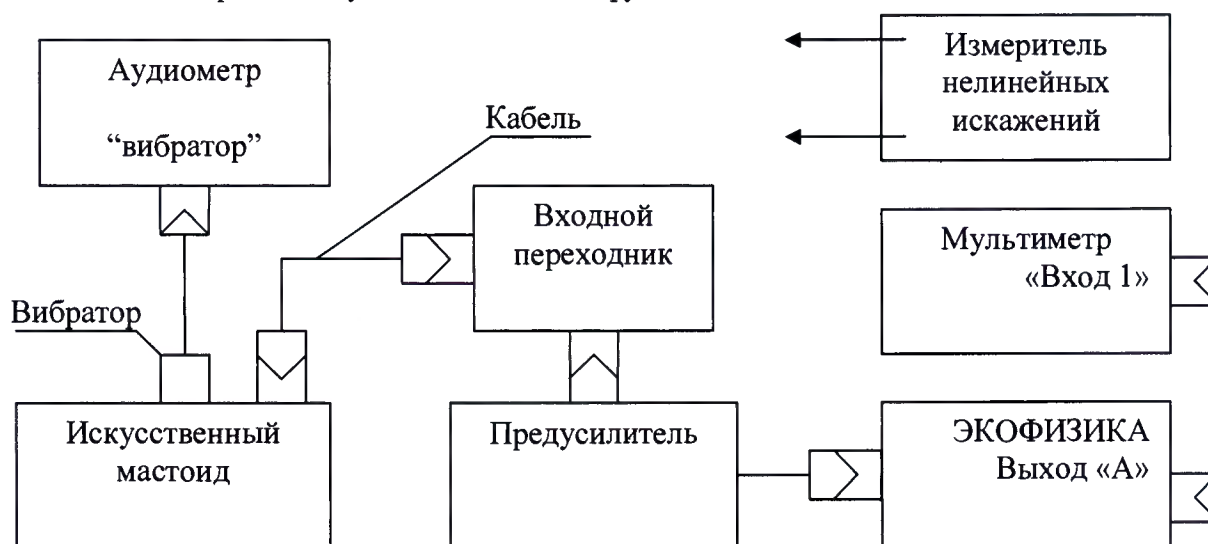 Аудиометр
“вибратор”
Кабель
Измеритель
нелинейных
искажений
Входной
переходник
Мультиметр
«Вход 1»
Вибратор
Искусственный
мастоид
Предусилитель
ЭКОФИЗИКА
Выход «А»